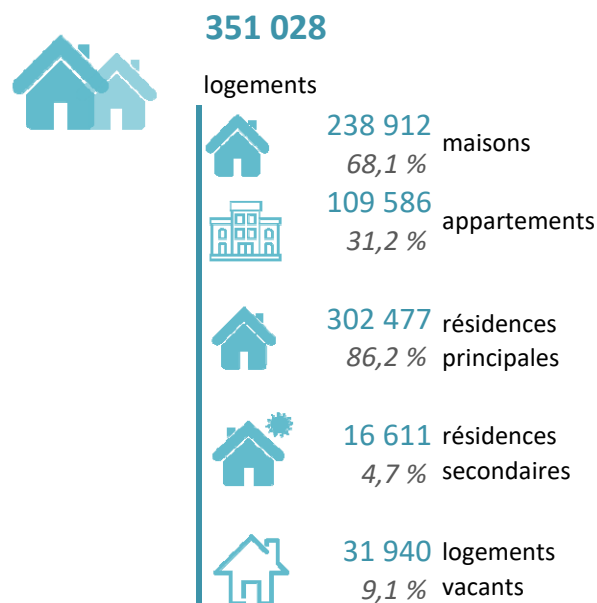 351 028
logements
238 912
68,1 %
maisons
109 586
31,2 %
appartements
302 477 résidences
86,2 % principales
16 611 résidences
4,7 % secondaires
31 940 logements
9,1 % vacants